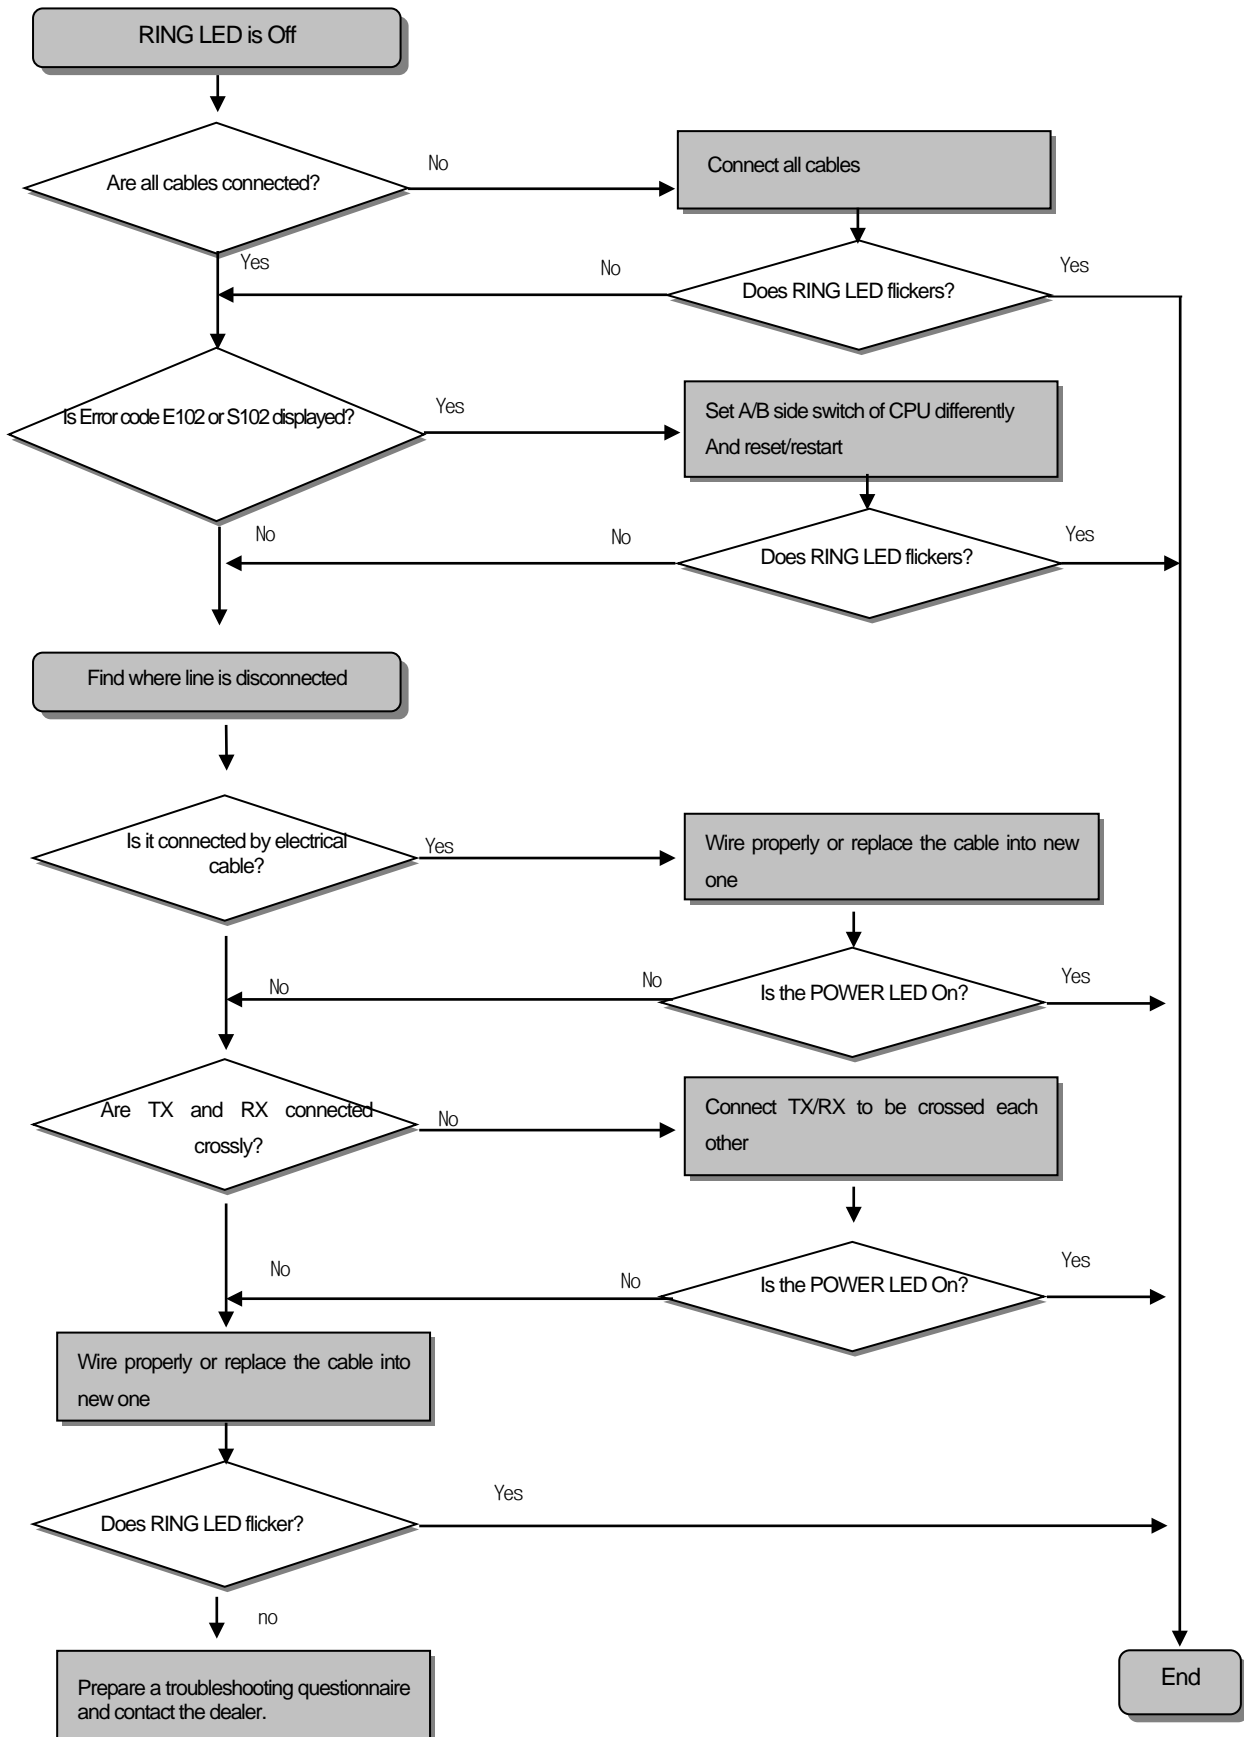 RING LED is Off
Are all cables connected?
No
Connect all cables
Yes
No
Does RING LED flickers?
Yes
Is Error code E102 or S102 displayed?
Yes
Set A/B side switch of CPU differently
And reset/restart
No
No
Does RING LED flickers?
Yes
Find where line is disconnected
Is it connected by electrical
cable?
Yes
Wire properly or replace the cable into new
one
No
No
Is the POWER LED On?
Yes
Are TX and RX connected
crossly?
No
Connect TX/RX to be crossed each
other
No
No
Is the POWER LED On?
Yes
Wire properly or replace the cable into
new one
Does RING LED flicker?
Yes
no
Prepare a troubleshooting questionnaire
and contact the dealer.
End